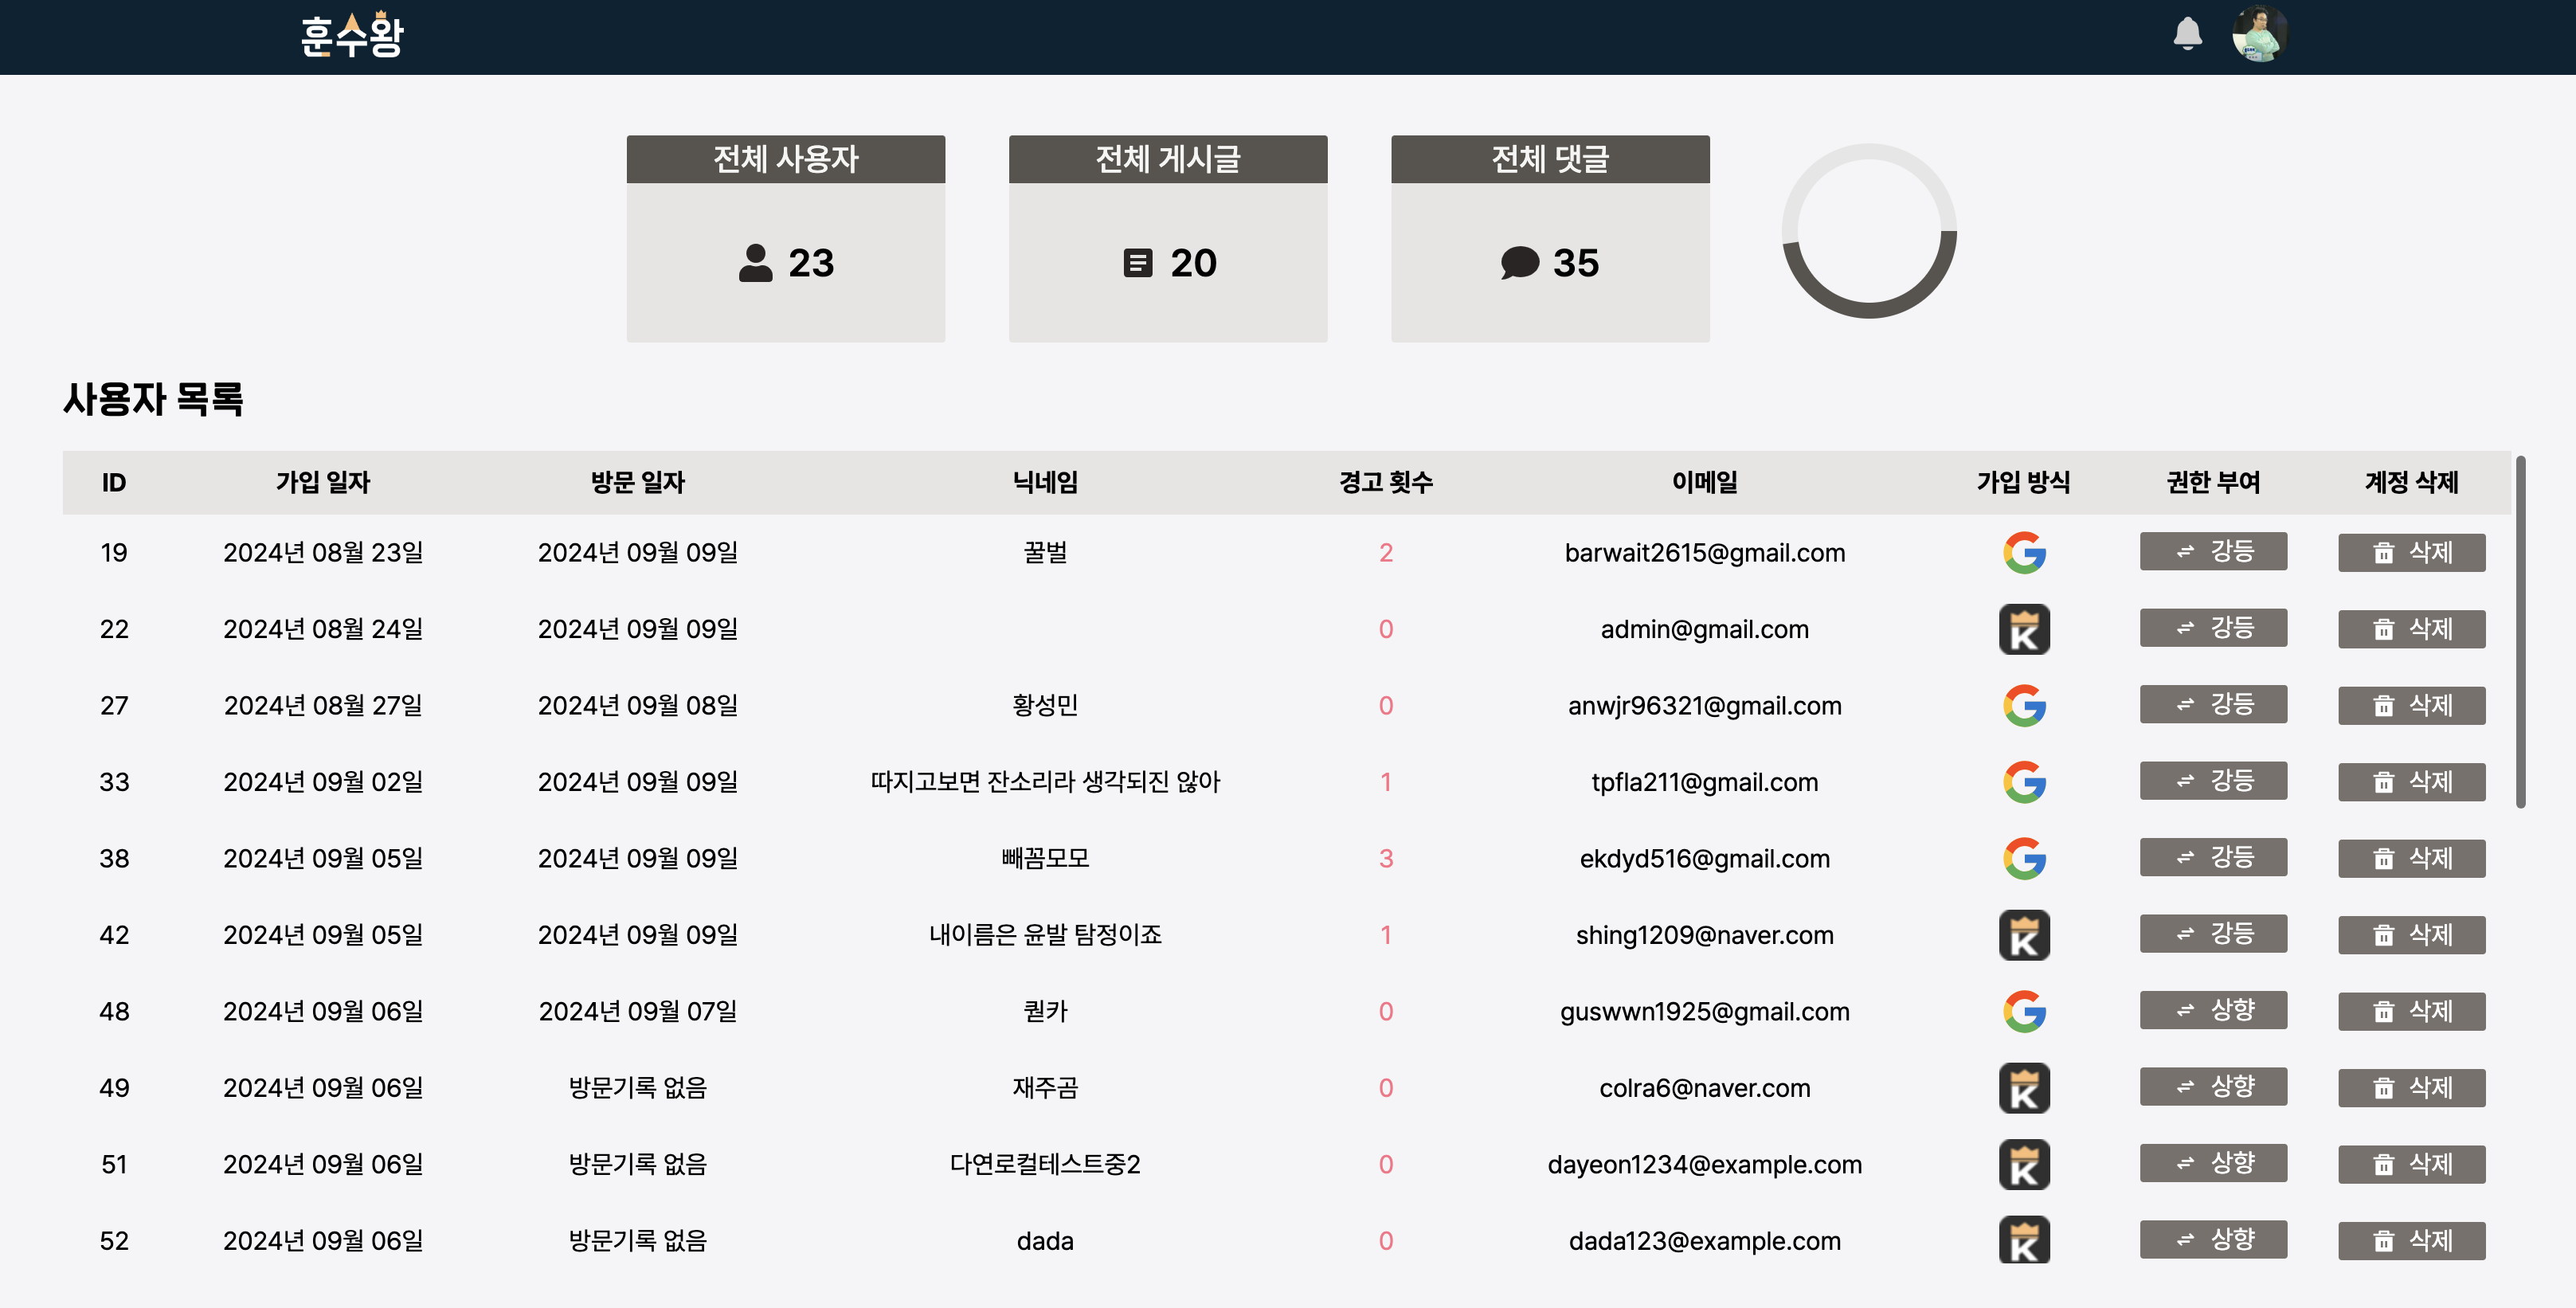 훈수왕
전체 사용자
23
전체 게시글
20
전체 댓글
35
사용자 목록
ID 가입 일자 방문 일자 닉네임 경고 횟수 이메일 가입 방식 권한 부여 계정 삭제
19 2024년 08월 23일 2024년 09월 09일 꿀벌 2 barwait2615@gmail.com 강등 삭제
22 2024년 08월 24일 2024년 09월 09일 0 admin@gmail.com K 강등 삭제
27 2024년 08월 27일 2024년 09월 08일 황성민 0 anwjr96321@gmail.com 강등 삭제
33 2024년 09월 02일 2024년 09월 09일 따지고보면 잔소리라 생각되진 않아 1 tpfla211@gmail.com 강등 삭제
38 2024년 09월 05일 2024년 09월 09일 빼꼼모모 3 ekdyd516@gmail.com 강등 삭제
42 2024년 09월 05일 2024년 09월 09일 내이름은 윤발 탐정이죠 1 shing1209@naver.com K 강등 삭제
48 2024년 09월 06일 2024년 09월 07일 퀃카 0 guswwn1925@gmail.com 상향 삭제
49 2024년 09월 06일 방문기록 없음 재주곰 0 colra6@naver.com K 상향 삭제
51 2024년 09월 06일 방문기록 없음 다연로컬테스트중2 0 dayeon1234@example.com K 상향 삭제
52 2024년 09월 06일 방문기록 없음 dada 0 dada123@example.com K 상향 삭제